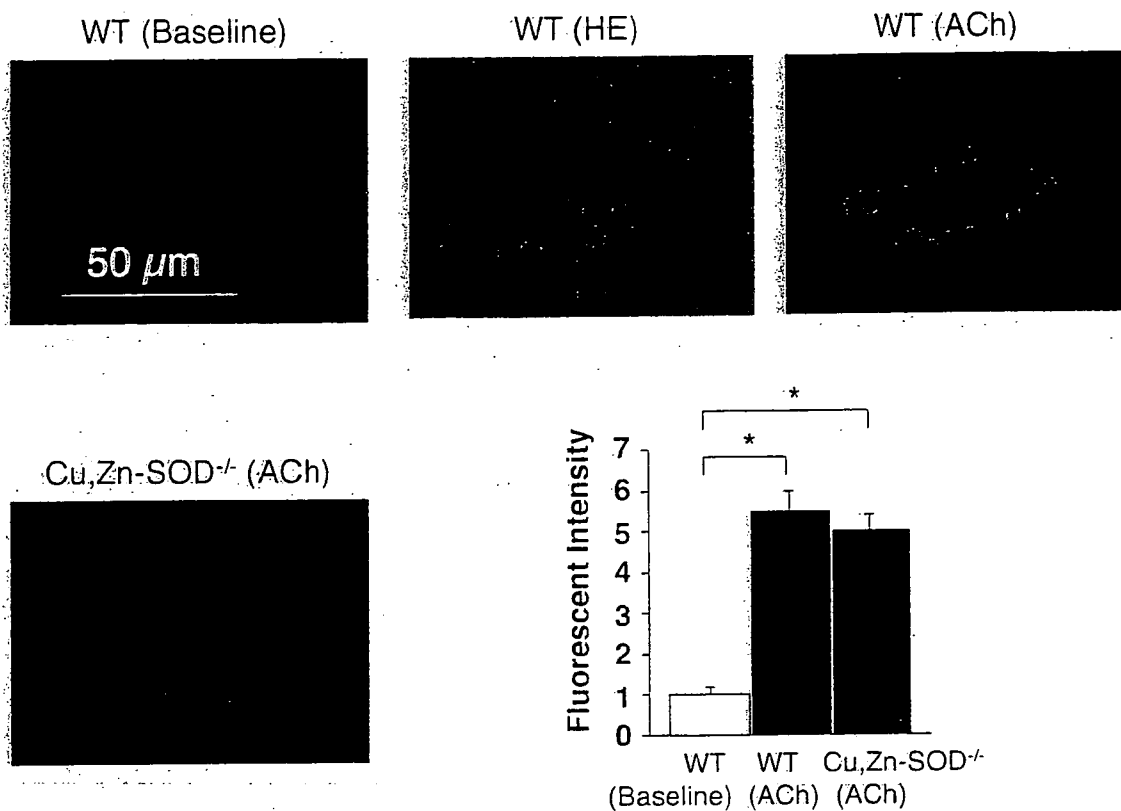 WT (Baseline)
WT (HE)
WT (ACh)
50 μm
Cu,Zn-SOD-/- (ACh)
*
*
Fluorescent Intensity
7
6
5
4
3
2
1
0
WT
(Baseline)
WT
(ACh)
Cu,Zn-SOD-/-
(ACh)